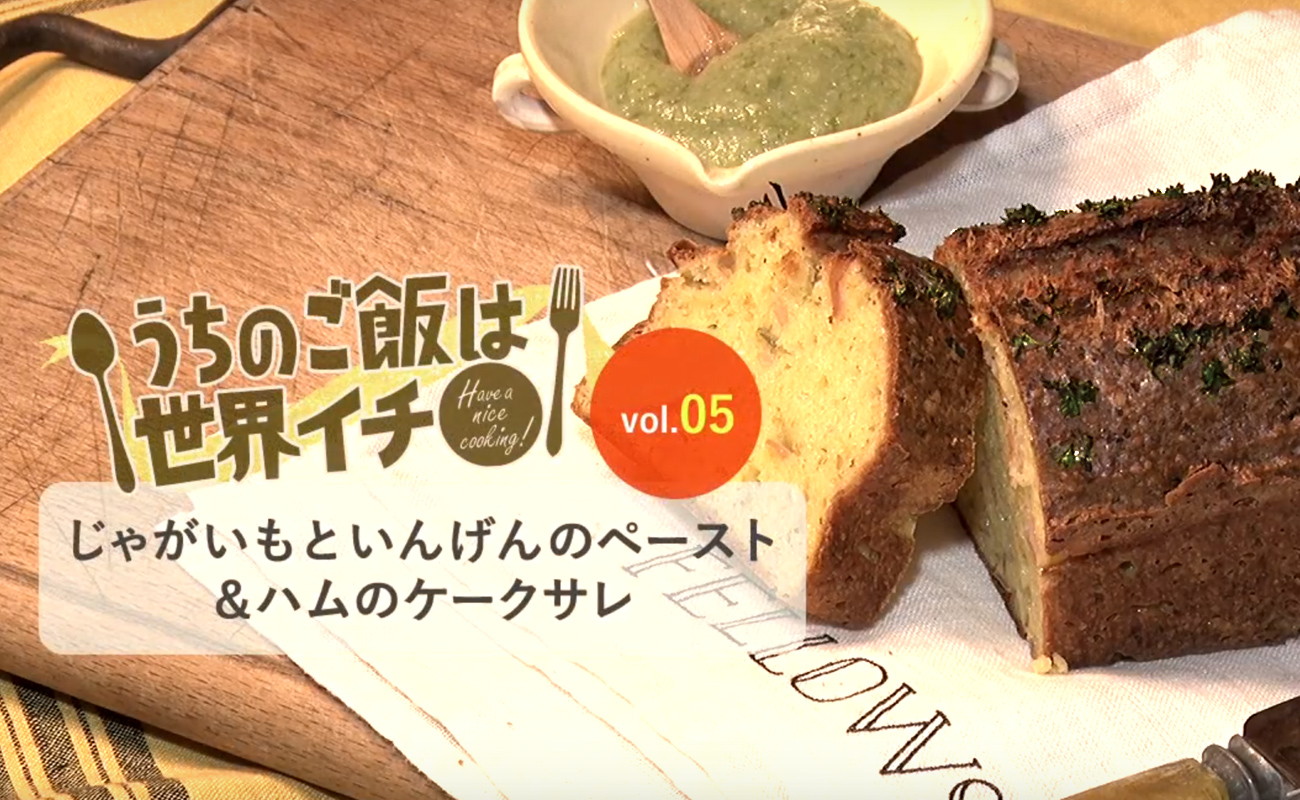 うちのご飯は
世界イチ
Have a
nice
cooking!
vol.05
じゃがいもといんげんのペースト
&ハムのケークサレ
FELLOWS